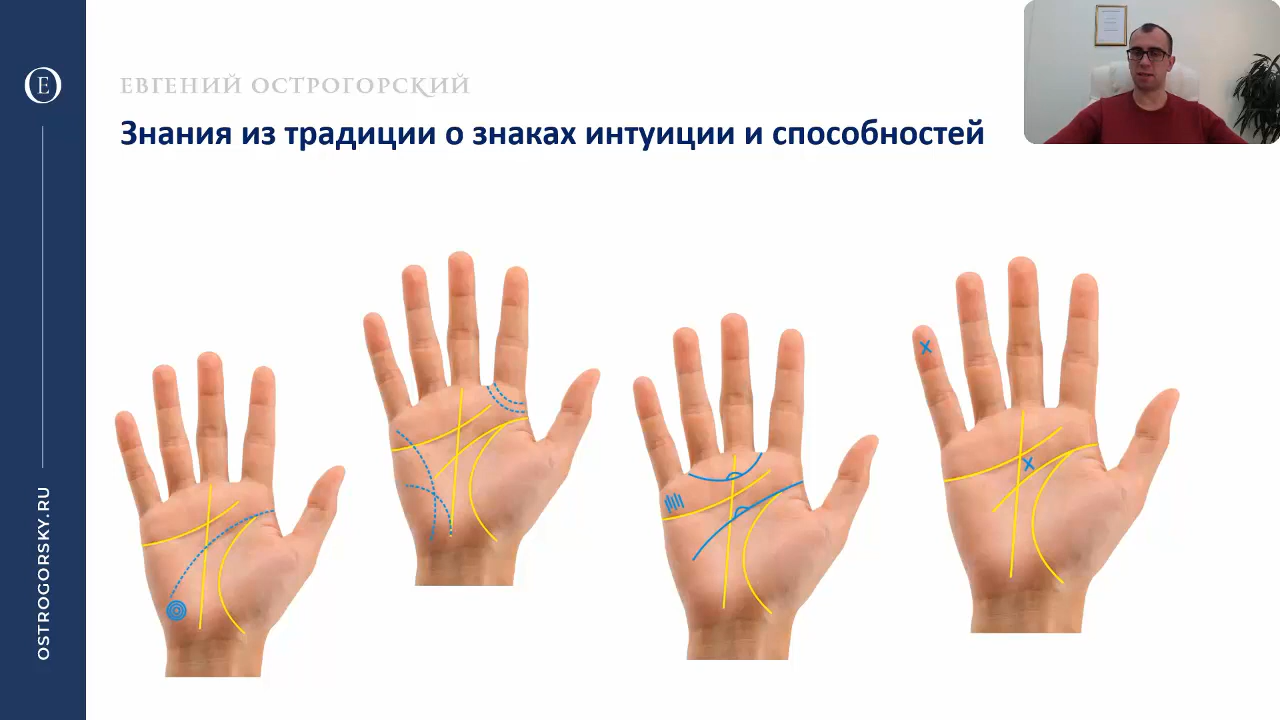 ЕВГЕНИЙ ОСТРОГОРСКИЙ
Знания из традиции о знаках интуиции и способностей
OSTROGORSKY.RU